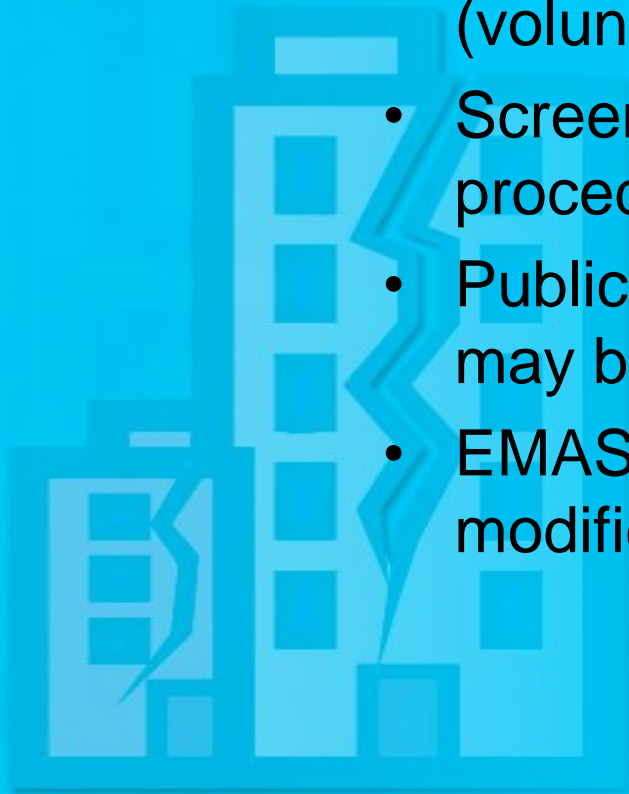 (volun
• Screen
proced
• Public
may b
• EMAS
modifi